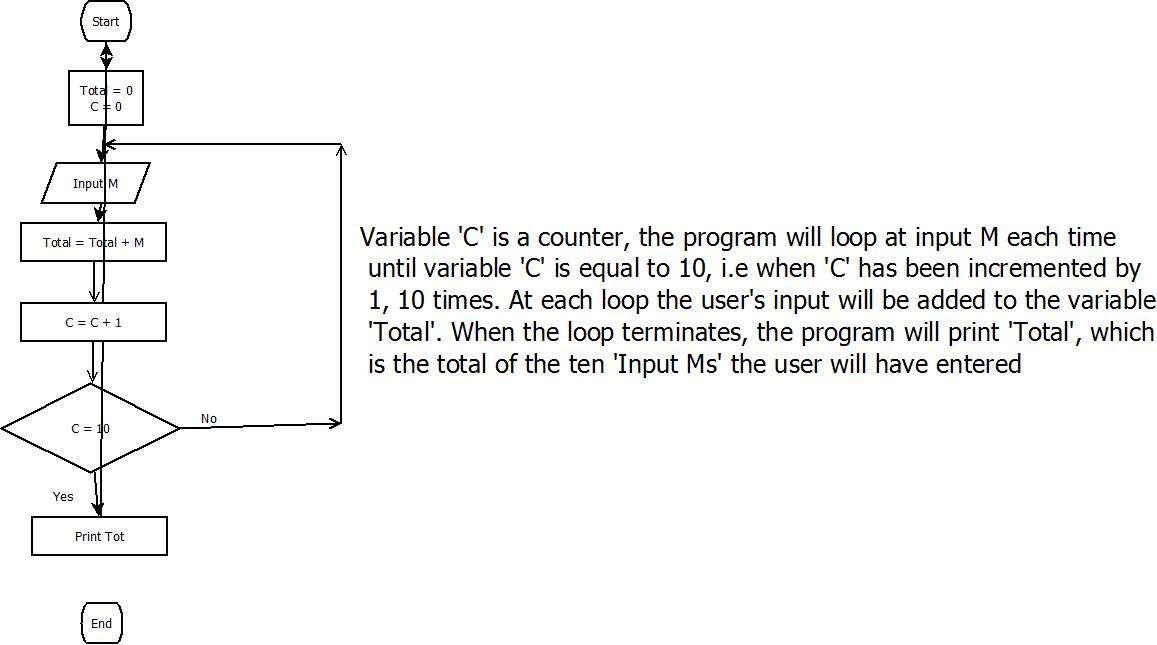 Start
Total = 0
C = 0
Input M
Total = Total + M
C = C + 1
C = 10
No
Yes
Print Tot
End
Variable 'C' is a counter, the program will loop at input M each time
until variable 'C' is equal to 10, i.e when 'C' has been incremented by
1, 10 times. At each loop the user's input will be added to the variable
'Total'. When the loop terminates, the program will print 'Total', which
is the total of the ten 'Input Ms' the user will have entered